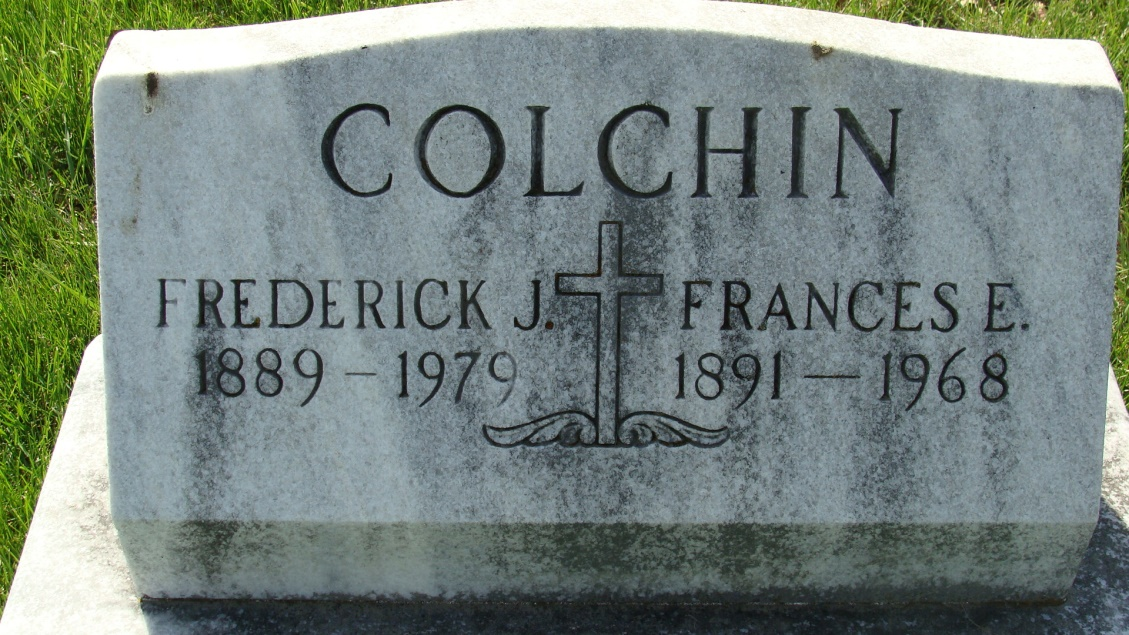 COLCHIN
FREDERICK J. FRANCES E.
1889 - 1979 1891 — 1968